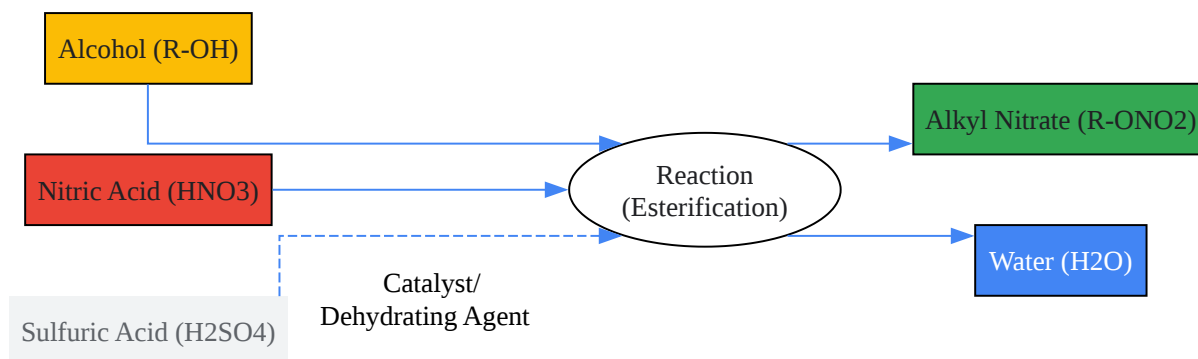 Alcohol (R-OH)
Alkyl Nitrate (R-ONO2)
Nitric Acid (HNO3)
Reaction
(Esterification)
Water (H2O)
Catalyst/
Dehydrating Agent
Sulfuric Acid (H2SO4)